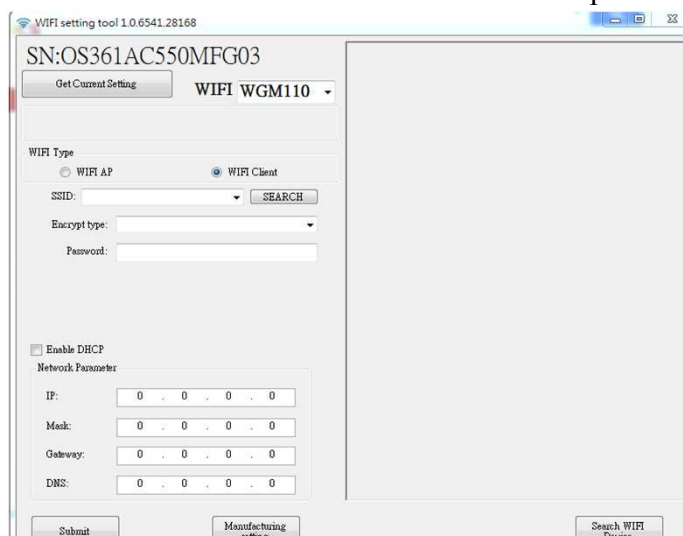 WIFI setting tool 1.0.6541.28168
SN:OS361AC550MFG03
Get Current Setting
WIFI WGM110
WIFI Type
WIFI AP WIFI Client
SSID: SEARCH
Encrypt type:
Password:
Enable DHCP
Network Parameter
IP: 0 . 0 . 0 . 0
Mask: 0 . 0 . 0 . 0
Gateway: 0 . 0 . 0 . 0
DNS: 0 . 0 . 0 . 0
Submit
Manufacturing
setting
Search WIFI
Device